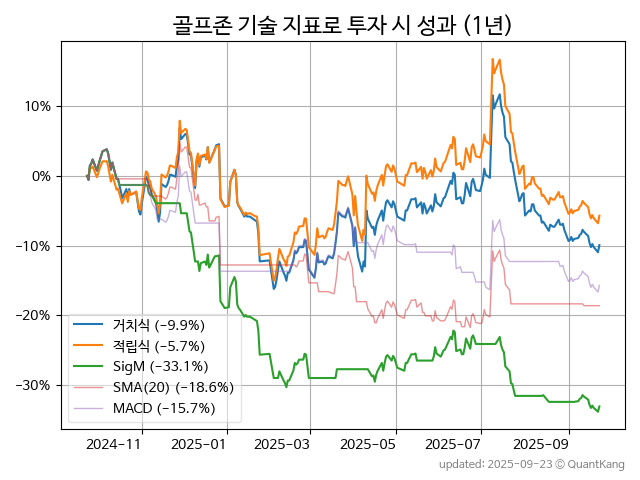 골프존 기술 지표로 투자 시 성과 (1년)
10%
0%
−10%
−20%
−30%
거치식 (−9.9%)
적립식 (−5.7%)
SigM (−33.1%)
SMA(20) (−18.6%)
MACD (−15.7%)
2024−11 2025−01 2025−03 2025−05 2025−07 2025−09
updated: 2025−09−23 ⓒ QuantKang